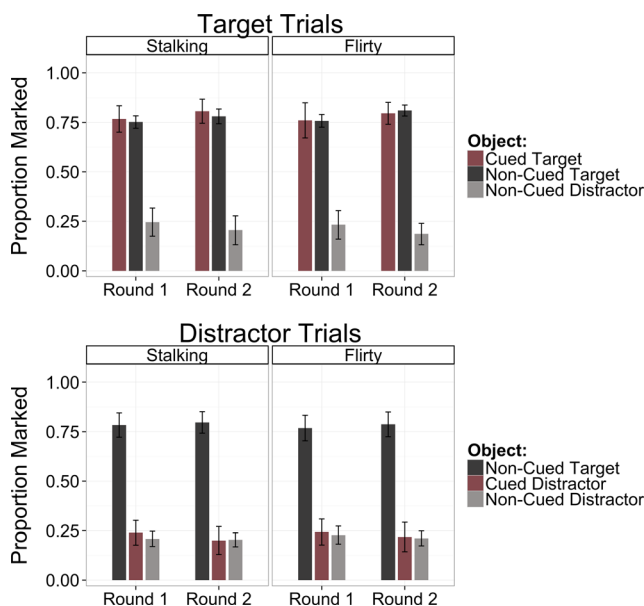 Target Trials
Stalking Flirty
Proportion Marked
1.00
0.75
0.50
0.25
0.00
Round 1 Round 2 Round 1 Round 2
Object:
Cued Target
Non-Cued Target
Non-Cued Distractor
Distractor Trials
Stalking Flirty
Proportion Marked
1.00
0.75
0.50
0.25
0.00
Round 1 Round 2 Round 1 Round 2
Object:
Non-Cued Target
Cued Distractor
Non-Cued Distractor